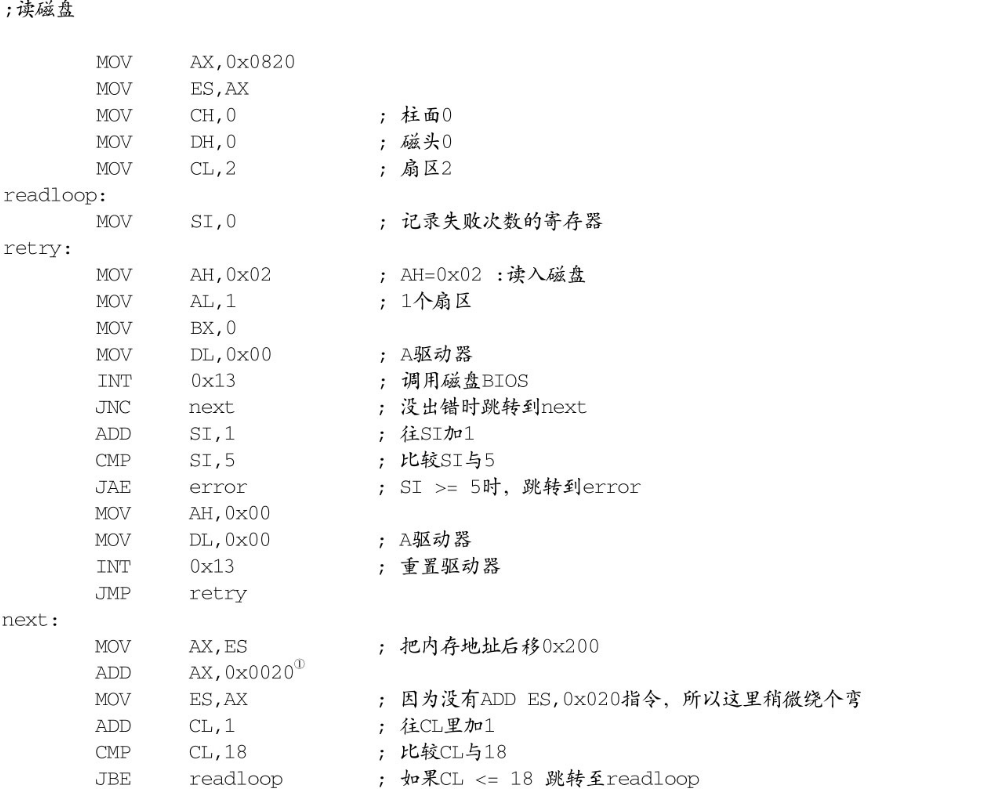 ;读磁盘
MOV AX,0x0820
MOV ES,AX
MOV CH,0 ; 柱面0
MOV DH,0 ; 磁头0
MOV CL,2 ; 扇区2
readloop:
MOV SI,0 ; 记录失败次数的寄存器
retry:
MOV AH,0x02 ; AH=0x02 :读入磁盘
MOV AL,1 ; 1个扇区
MOV BX,0
MOV DL,0x00 ; A驱动器
INT 0x13 ; 调用磁盘BIOS
JNC next ; 没出错时跳转到next
ADD SI,1 ; 往SI加1
CMP SI,5 ; 比较SI与5
JAE error ; SI >= 5时，跳转到error
MOV AH,0x00
MOV DL,0x00 ; A驱动器
INT 0x13 ; 重置驱动器
JMP retry
next:
MOV AX,ES ; 把内存地址后移0x200
ADD AX,0x0020①
MOV ES,AX ; 因为没有ADD ES,0x020指令，所以这里稍微绕个弯
ADD CL,1 ; 往CL里加1
CMP CL,18 ; 比较CL与18
JBE readloop ; 如果CL <= 18 跳转至readloop